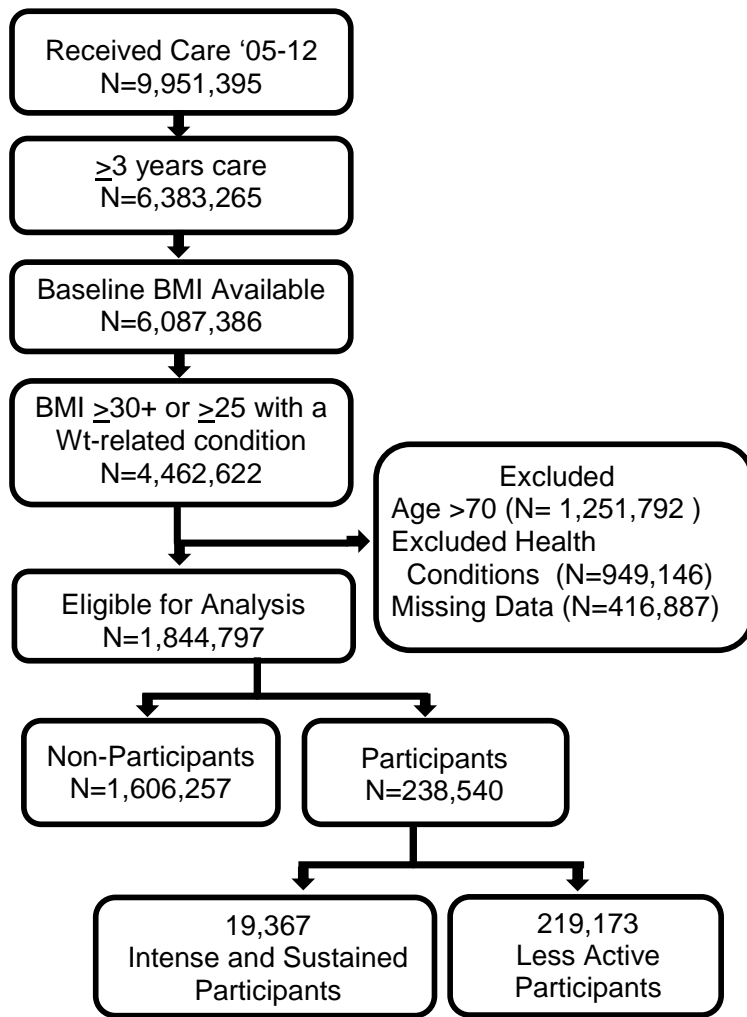 Received Care ‘05-12
N=9,951,395
≥3 years care
N=6,383,265
Baseline BMI Available
N=6,087,386
BMI ≥30+ or ≥25 with a
Wt-related condition
N=4,462,622
Excluded
Age >70 (N= 1,251,792 )
Excluded Health
Conditions (N=949,146)
Missing Data (N=416,887)
Eligible for Analysis
N=1,844,797
Non-Participants
N=1,606,257
Participants
N=238,540
19,367
Intense and Sustained
Participants
219,173
Less Active
Participants